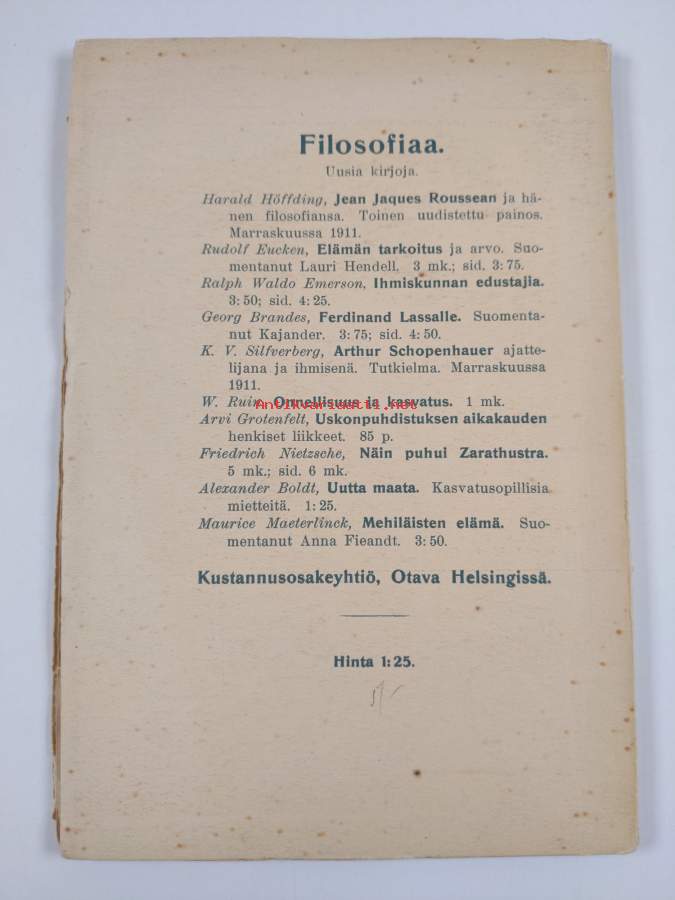 Filosofiaa.
Uusia kirjoja.
Harald Höffding, Jean Jaques Roussean ja hä-
nen filosofiansa. Toinen uudistettu painos.
Marraskuussa 1911.
Rudolf Eucken, Elämän tarkoitus ja arvo. Suo-
mentanut Lauri Hendell. 3 mk.; sid. 3:75.
Ralph Waldo Emerson, Ihmiskunnan edustajia.
3:50; sid. 4:25.
Georg Brandes, Ferdinand Lassalle. Suomenta-
nut Kajander. 3:75; sid. 4:50.
K. V. Silfverberg, Arthur Schopenhauer ajatte-
lijana ja ihmisenä. Tutkielma. Marraskuussa
1911.
W. Ruin, Onnellisuus ja kasvatus. 1 mk.
Antikvariaatti.net
Arvi Grotenfelt, Uskonpuhdistuksen aikakauden
henkiset liikkeet. 85 p.
Friedrich Nietzsche, Näin puhui Zarathustra.
5 mk.; sid. 6 mk.
Alexander Boldt, Uutta maata. Kasvatusopillisia
mietteitä. 1:25.
Maurice Maeterlinck, Mehiläisten elämä. Suo-
mentanut Anna Fieandt. 3:50.
Kustannusosakeyhtiö, Otava Helsingissä.
Hinta 1:25.